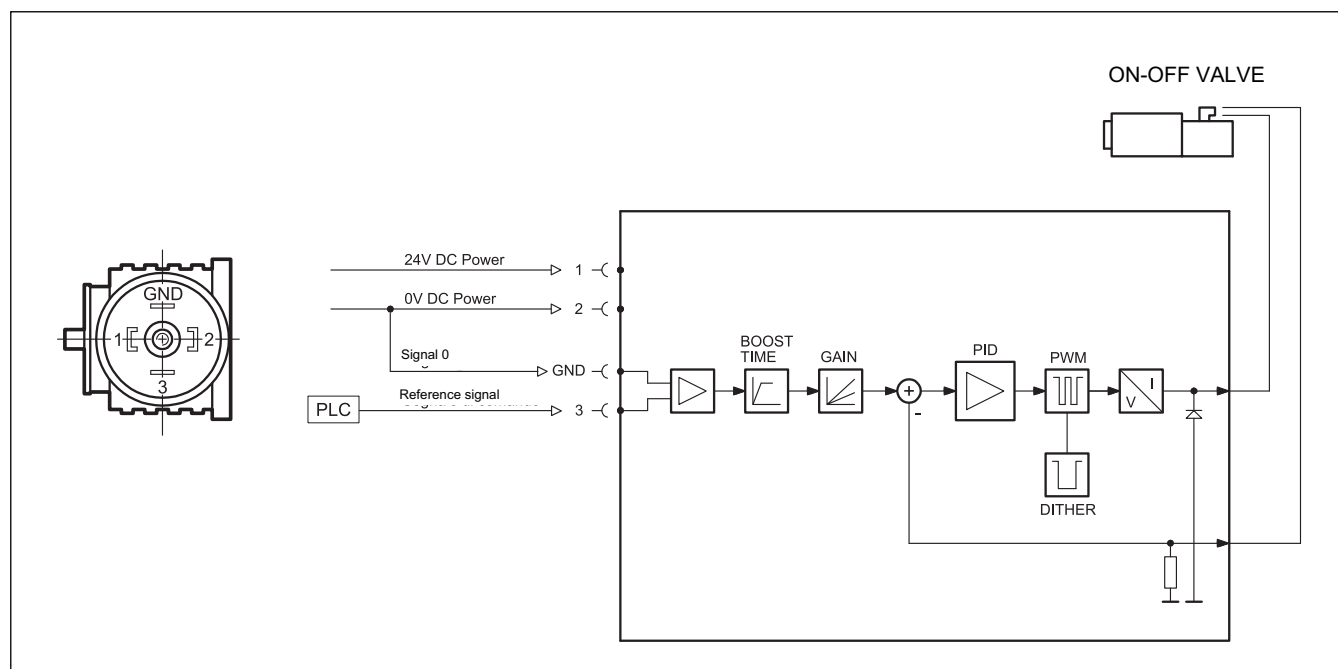 ON-OFF VALVE
24V DC Power
1
0V DC Power
2
GND
1
2
3
Signal 0
GND
Reference signal
PLC
3
BOOST
TIME
GAIN
PID
PWM
I
V
+
-
DITHER